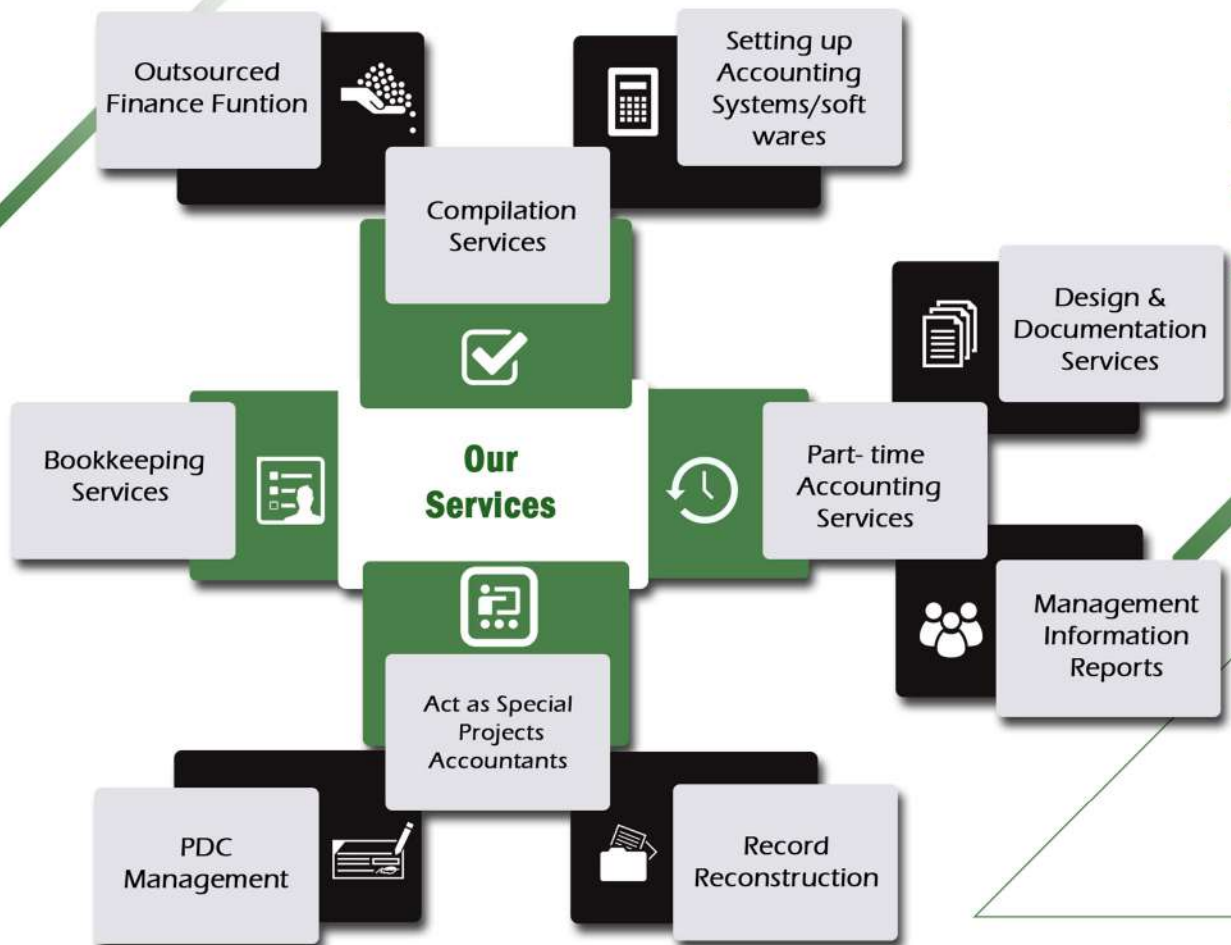 Outsourced
Finance Funtion
Setting up
Accounting
Systems/soft
wares
Compilation
Services
Design &
Documentation
Services
Bookkeeping
Services
Our
Services
Part- time
Accounting
Services
Management
Information
Reports
Act as Special
Projects
Accountants
PDC
Management
Record
Reconstruction